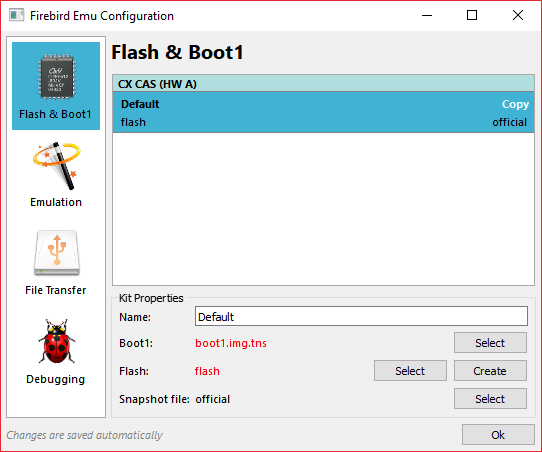 Firebird Emu Configuration
Flash & Boot1
Emulation
File Transfer
Debugging
Flash & Boot1
CX CAS (HW A)
Default Copy
flash official
Kit Properties
Name: Default
Boot1: boot1.img.tns Select
Flash: flash Select Create
Snapshot file: official Select
Changes are saved automatically Ok